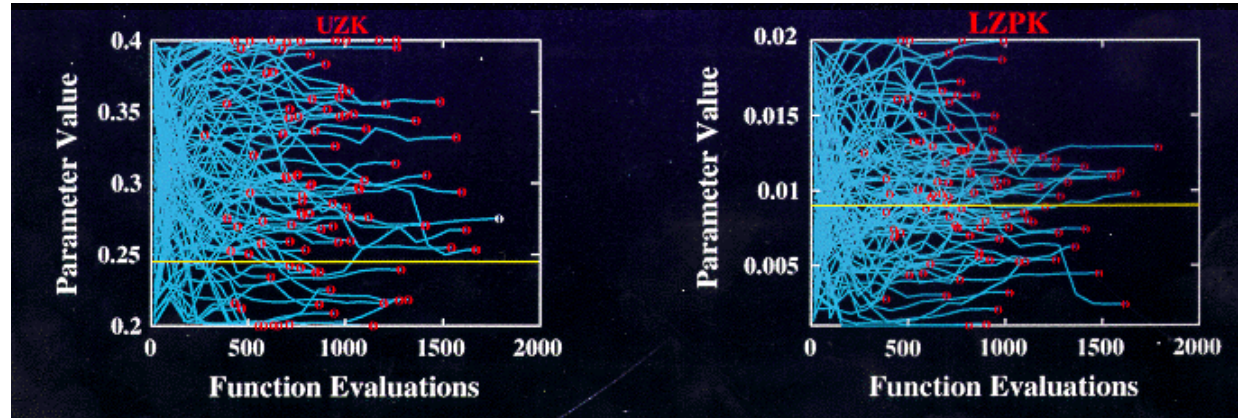 UZK
0.4
0.35
0.3
0.25
0.2
0 500 1000 1500 2000
Parameter Value
Function Evaluations
LZPK
0.02
0.015
0.01
0.005
0 500 1000 1500 2000
Parameter Value
Function Evaluations